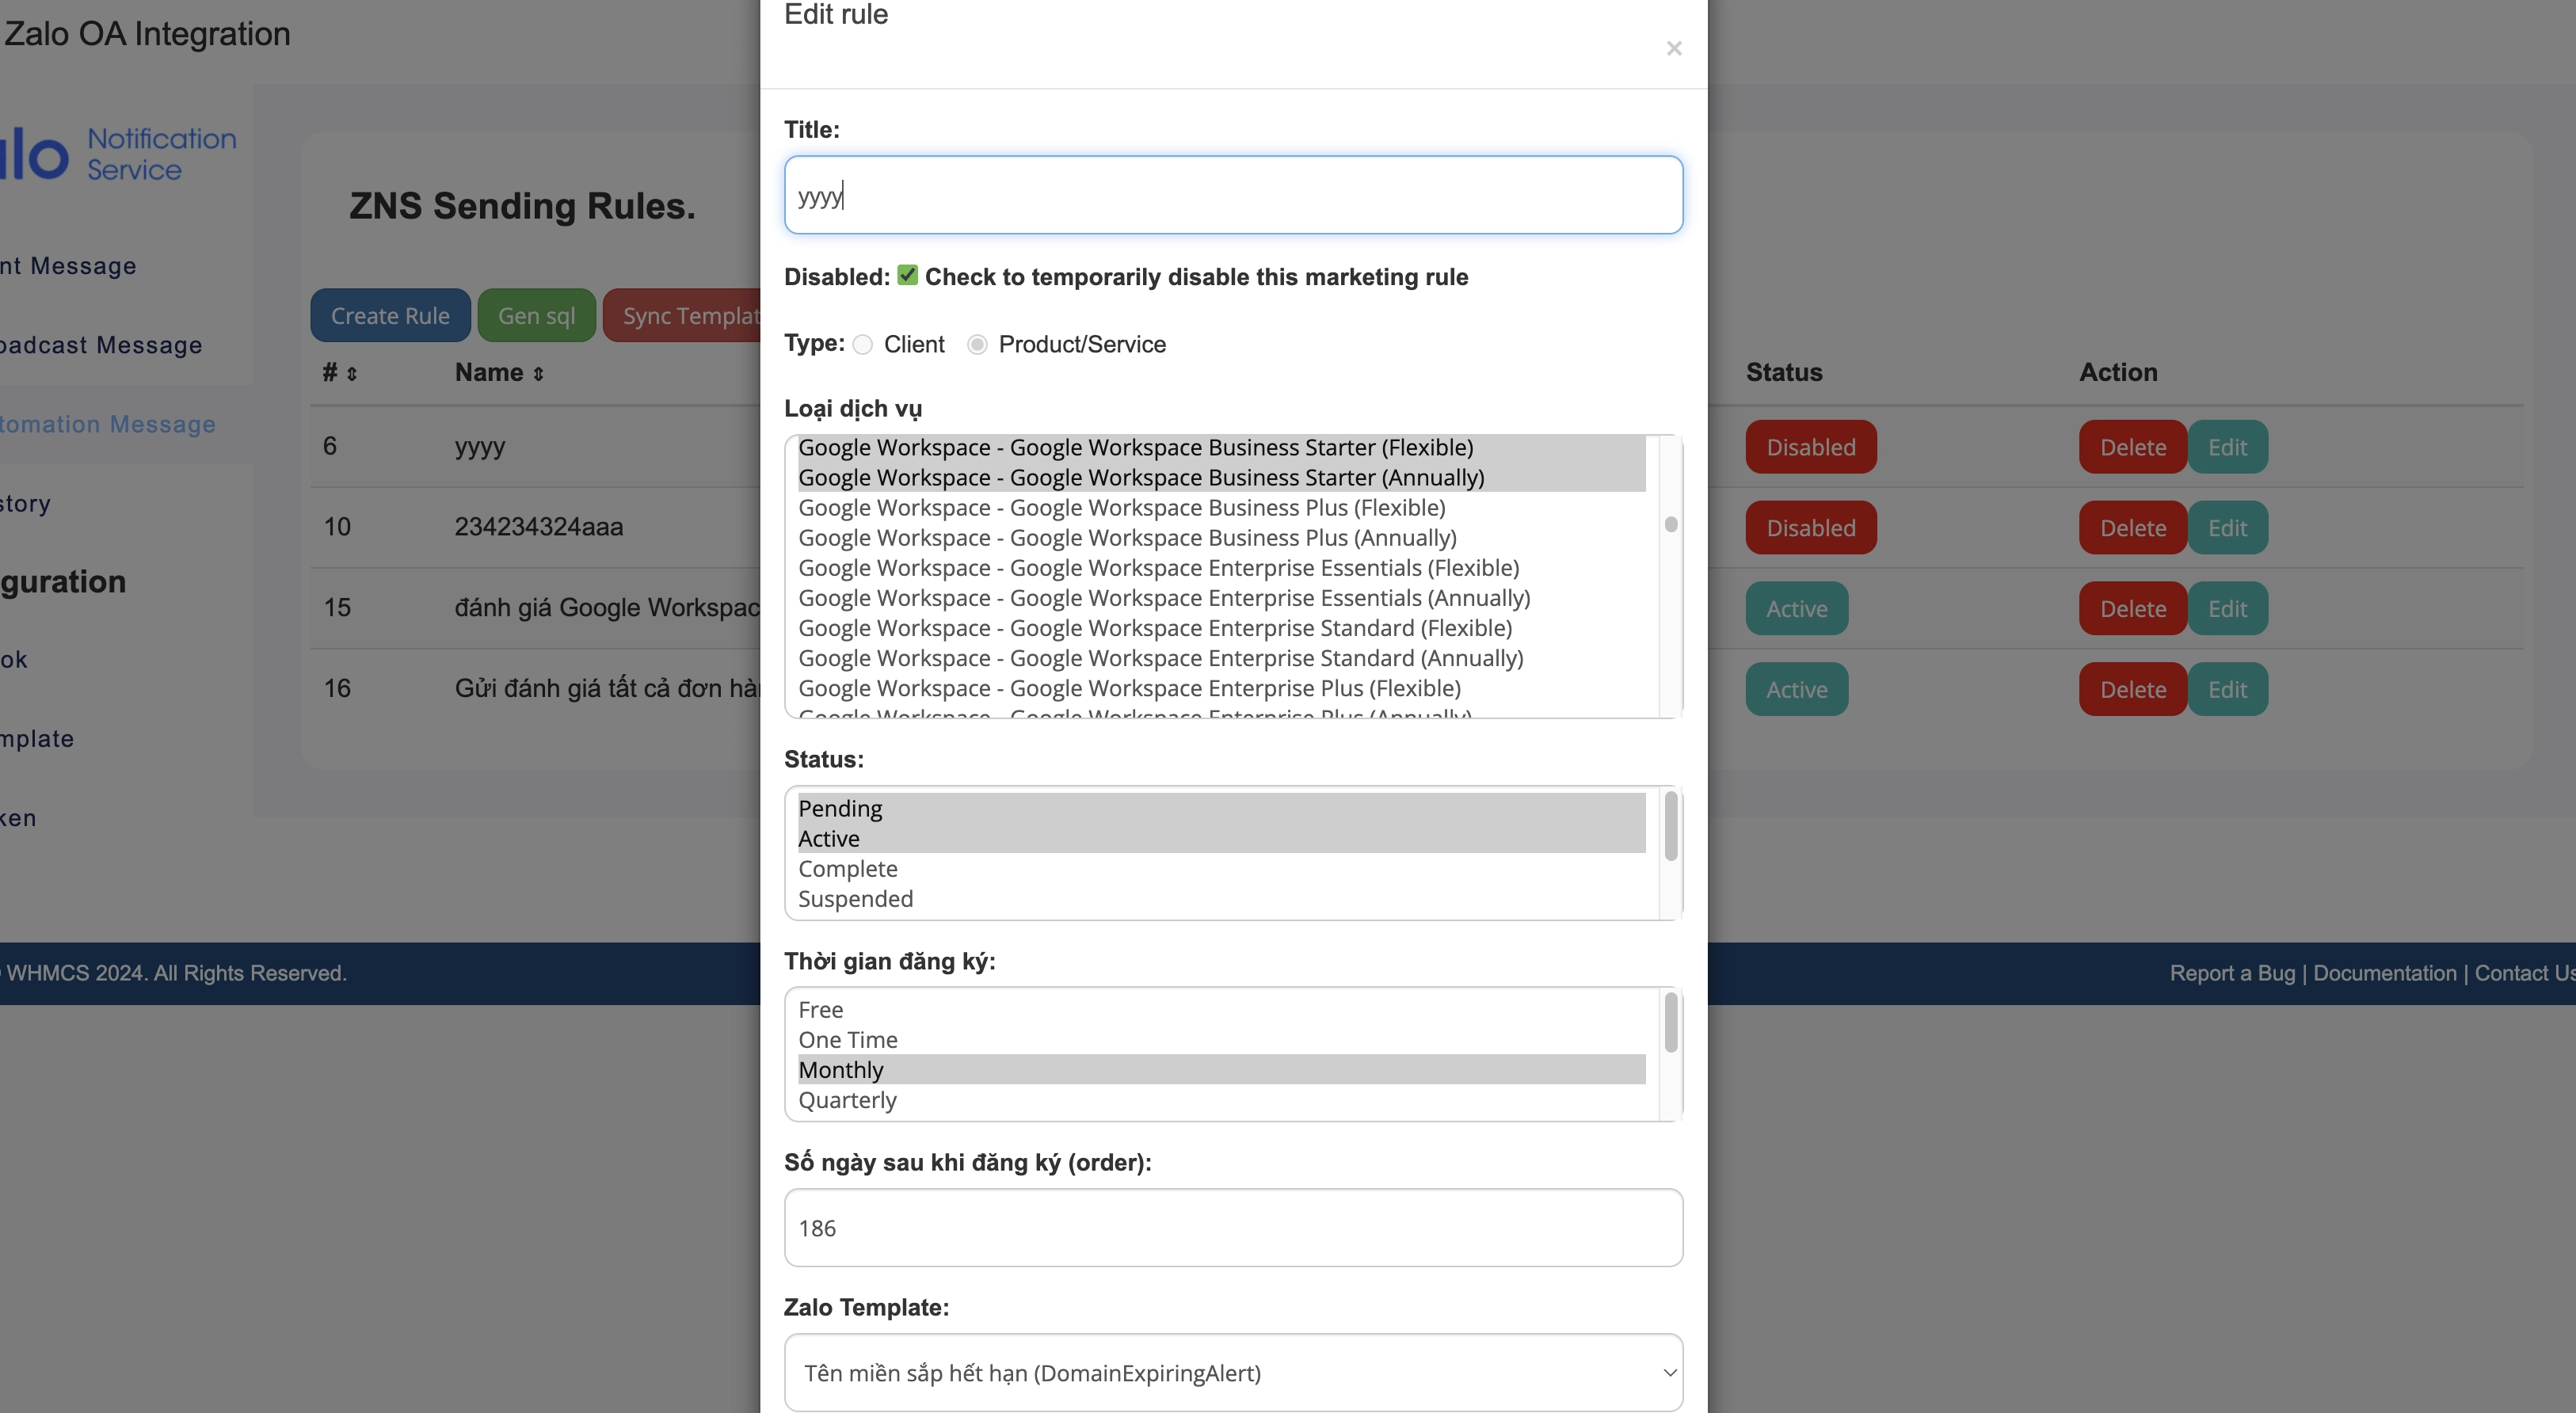 Zalo OA Integration
Notification
Service
nt Message
oadcast Message
tomation Message
story
guration
ok
mplate
ken
ZNS Sending Rules.
Create Rule Gen sql Sync Templat
# Name Status Action
6 yyyy Disabled Delete Edit
10 234234324aaa Disabled Delete Edit
15 đánh giá Google Workspac Active Delete Edit
16 Gửi đánh giá tất cả đơn hàn Active Delete Edit
Edit rule
×
Title:
yyyy
Disabled: Check to temporarily disable this marketing rule
Type: Client Product/Service
Loại dịch vụ
Google Workspace - Google Workspace Business Starter (Flexible)
Google Workspace - Google Workspace Business Starter (Annually)
Google Workspace - Google Workspace Business Plus (Flexible)
Google Workspace - Google Workspace Business Plus (Annually)
Google Workspace - Google Workspace Enterprise Essentials (Flexible)
Google Workspace - Google Workspace Enterprise Essentials (Annually)
Google Workspace - Google Workspace Enterprise Standard (Flexible)
Google Workspace - Google Workspace Enterprise Standard (Annually)
Google Workspace - Google Workspace Enterprise Plus (Flexible)
Google Workspace - Google Workspace Enterprise Plus (Annually)
Status:
Pending
Active
Complete
Suspended
Thời gian đăng ký:
Free
One Time
Monthly
Quarterly
Số ngày sau khi đăng ký (order):
186
Zalo Template:
Tên miền sắp hết hạn (DomainExpiringAlert)
WHMCS 2024. All Rights Reserved.
Report a Bug | Documentation | Contact Us